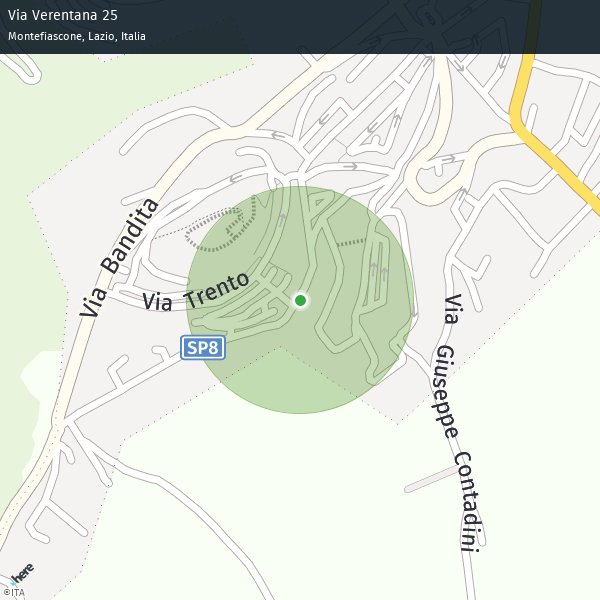 Via Verentana 25
Montefiascone, Lazio, Italia
Via Bandita
Via Trento
SP8
Via Giuseppe Contadini
here
©ITA